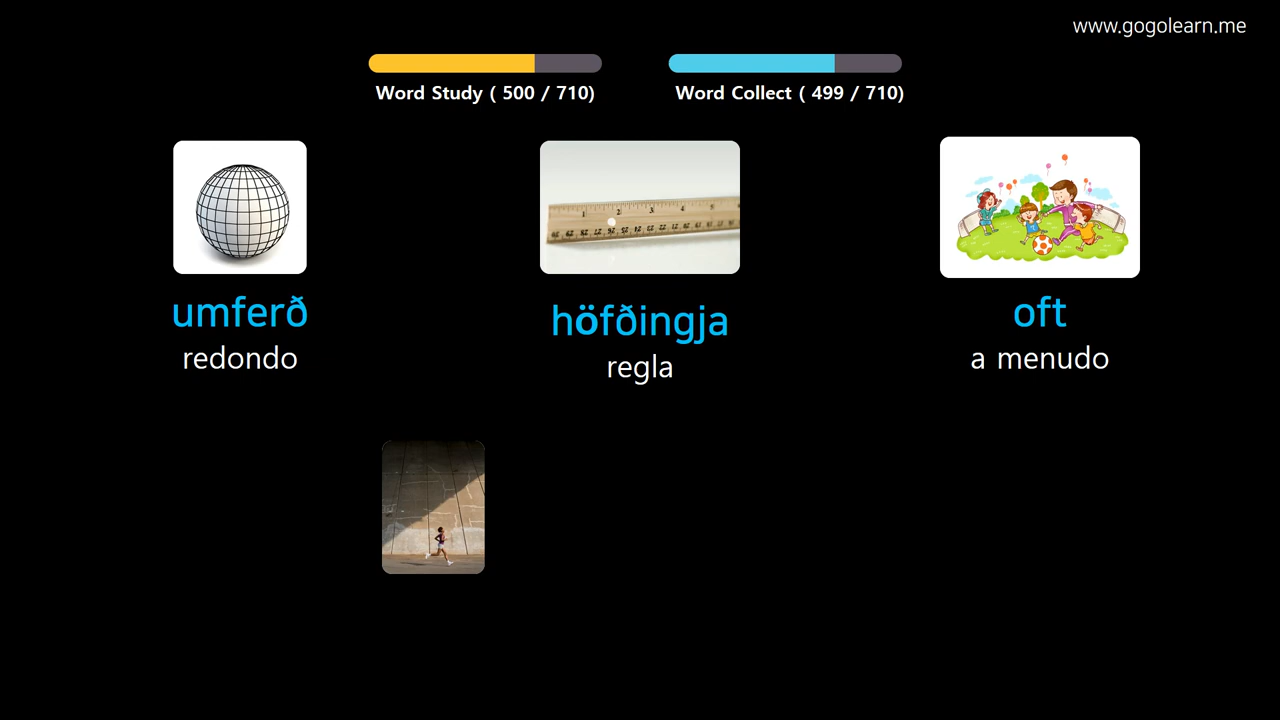 www.gogolearn.me
Word Study ( 500 / 710)
Word Collect ( 499 / 710)
umferð
redondo
höfðingja
regla
oft
a menudo